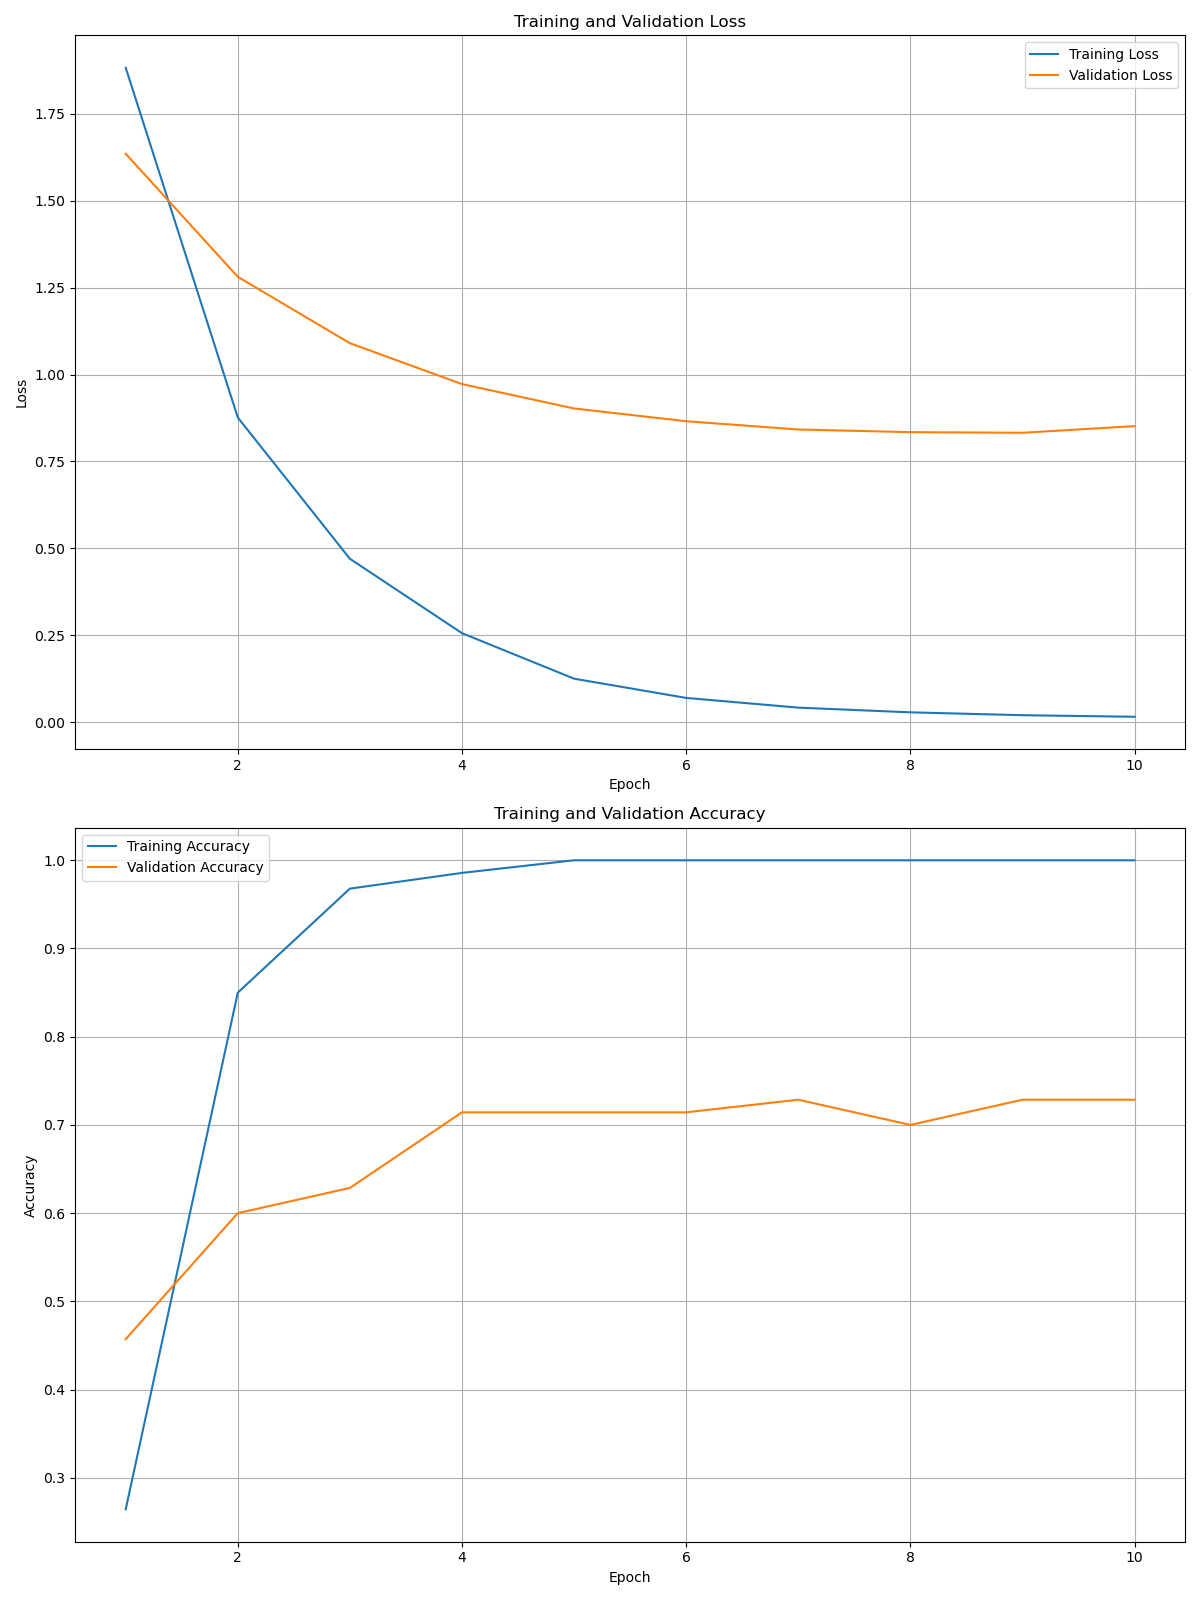 Training and Validation Loss
Training Loss
Validation Loss
1.75
1.50
1.25
1.00
0.75
0.50
0.25
0.00
Loss
2 4 6 8 10
Epoch
Training and Validation Accuracy
Training Accuracy
Validation Accuracy
1.0
0.9
0.8
0.7
0.6
0.5
0.4
0.3
Accuracy
2 4 6 8 10
Epoch